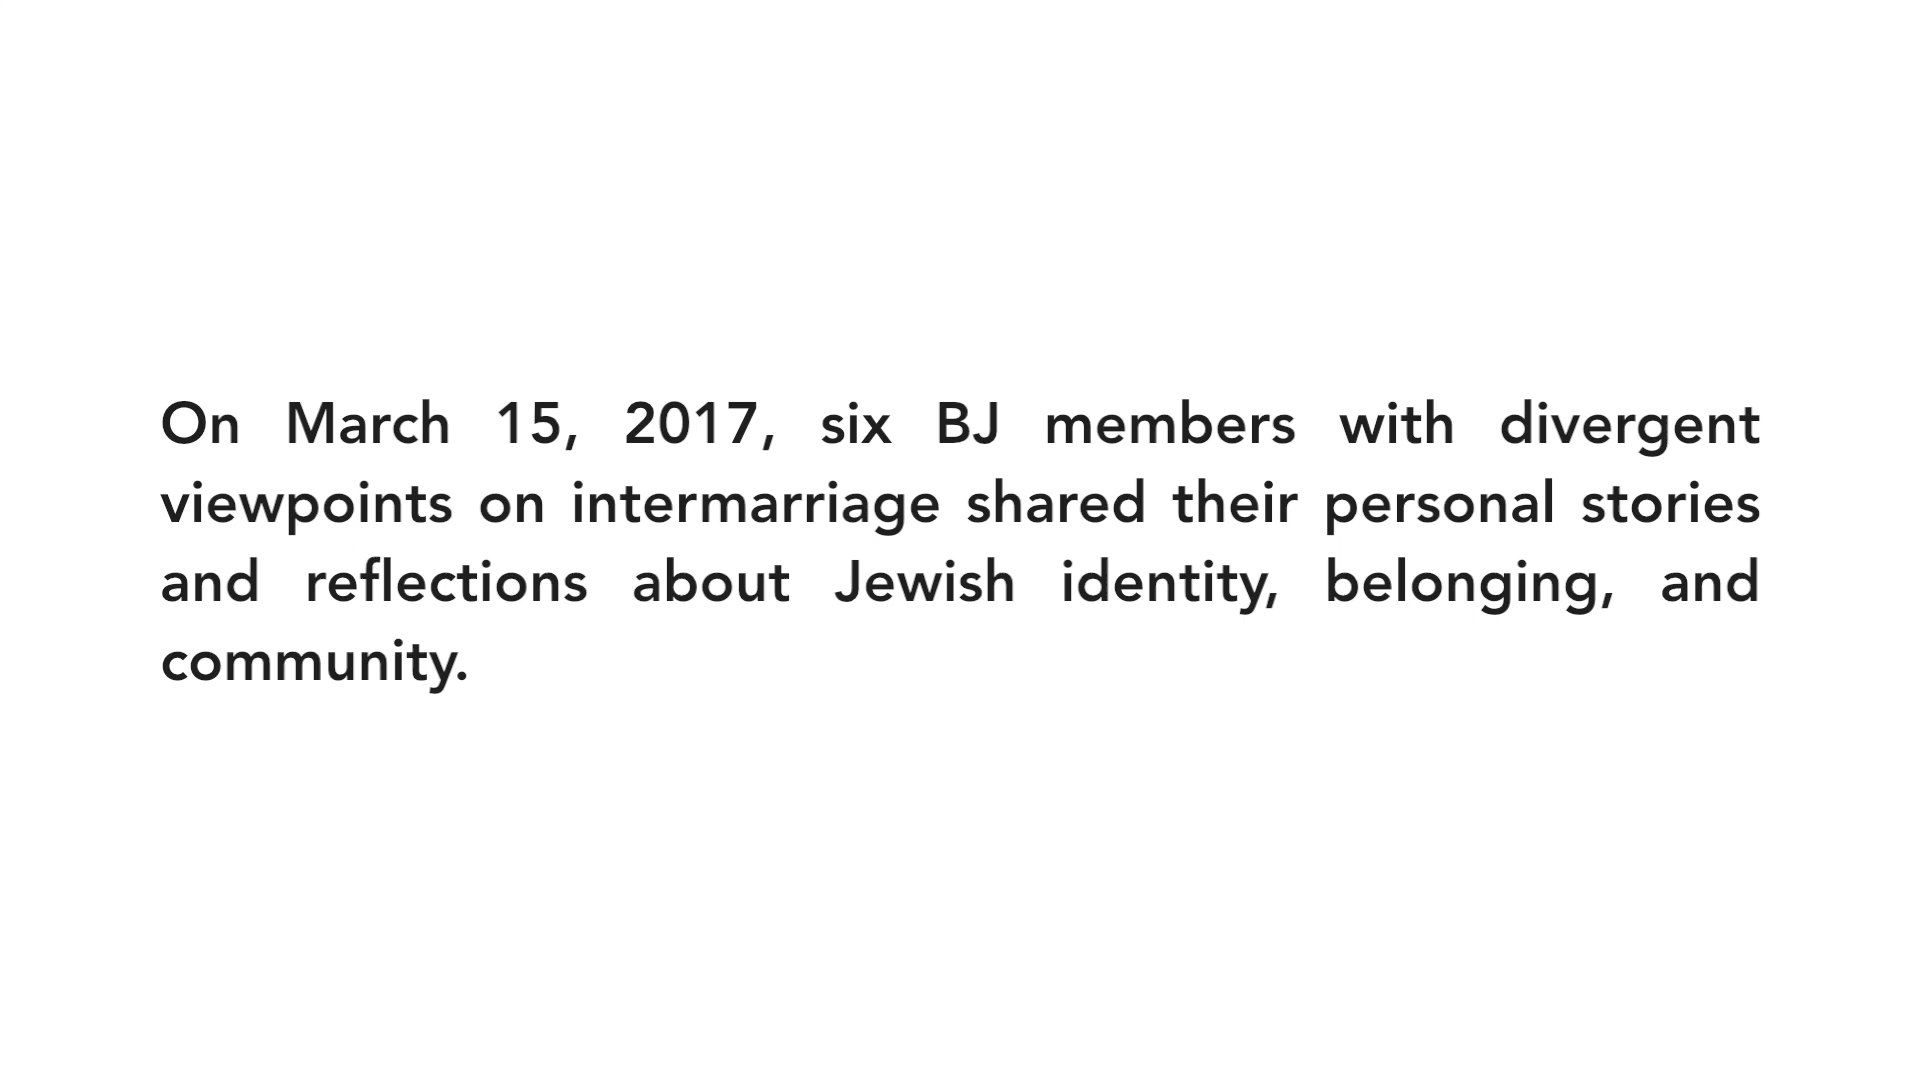 On March 15, 2017, six BJ members with divergent
viewpoints on intermarriage shared their personal stories
and reflections about Jewish identity, belonging, and
community.